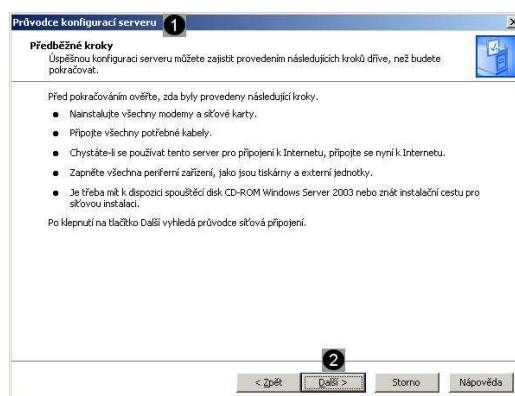 Průvodce konfigurací serveru 1
Předběžné kroky
Úspěšnou konfiguraci serveru můžete zajistit provedením následujících kroků dříve, než budete
pokračovat.
Před pokračováním ověřte, zda byly provedeny následující kroky.
Nainstalujte všechny modemy a síťové karty.
Připojte všechny potřebné kabely.
Chystáte-li se používat tento server pro připojení k Internetu, připojte se nyní k Internetu.
Zapněte všechna periferní zařízení, jako jsou tiskárny a externí jednotky.
Je třeba mít k dispozici spouštěcí disk CD-ROM Windows Server 2003 nebo znát instalační cestu pro
síťovou instalaci.
Po klepnutí na tlačítko Další vyhledá průvodce síťová připojení.
2
< Zpět Další > Storno Nápověda